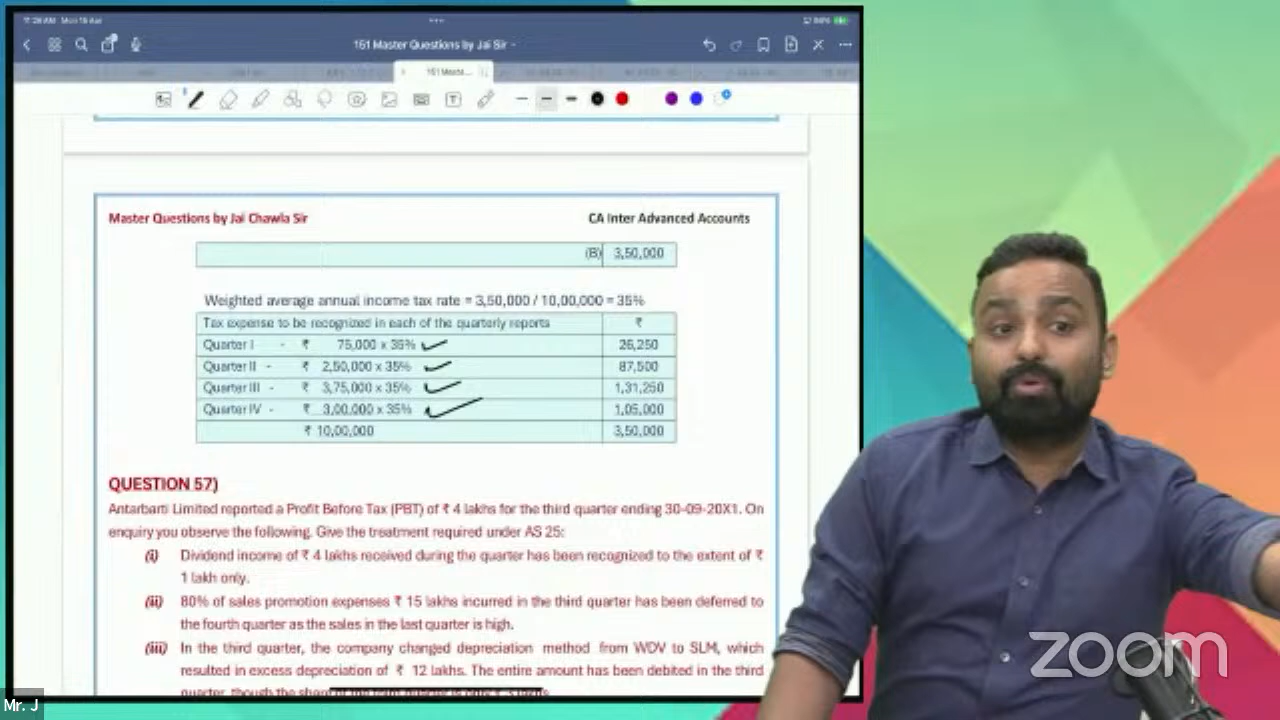 151 Master Questions by Jai Sir
151 Maste...
Master Questions by Jai Chawla Sir
CA Inter Advanced Accounts
(B) 3,50,000
Weighted average annual income tax rate = 3,50,000 / 10,00,000 = 35%
Tax expense to be recognized in each of the quarterly reports ₹
Quarter I - ₹ 75,000 x 35% 26,250
Quarter II - ₹ 2,50,000 x 35% 87,500
Quarter III - ₹ 3,75,000 x 35% 1,31,250
Quarter IV - ₹ 3,00,000 x 35% 1,05,000
₹ 10,00,000 3,50,000
QUESTION 57)
Antarbarti Limited reported a Profit Before Tax (PBT) of ₹ 4 lakhs for the third quarter ending 30-09-20X1. On
enquiry you observe the following. Give the treatment required under AS 25:
(i) Dividend income of ₹ 4 lakhs received during the quarter has been recognized to the extent of ₹
1 lakh only.
(ii) 80% of sales promotion expenses ₹ 15 lakhs incurred in the third quarter has been deferred to
the fourth quarter as the sales in the last quarter is high.
(iii) In the third quarter, the company changed depreciation method from WDV to SLM, which
resulted in excess depreciation of ₹ 12 lakhs. The entire amount has been debited in the third
quarter, though the share
zoom
Mr. J